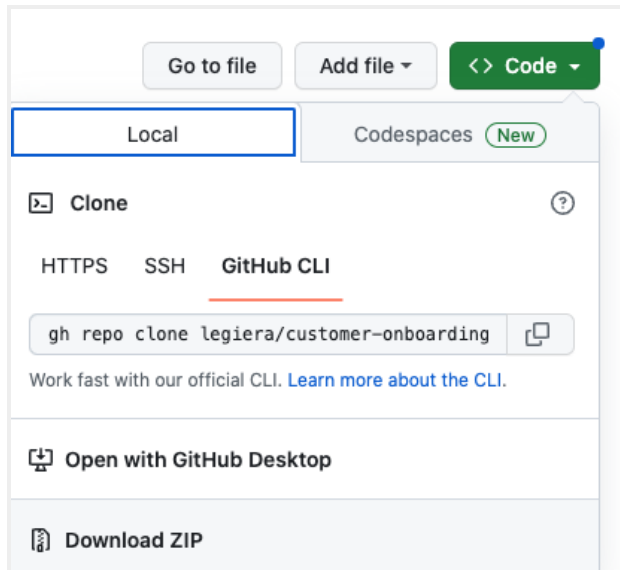 Go to file Add file <> Code
Local Codespaces New
Clone
HTTPS SSH GitHub CLI
gh repo clone legiera/customer-onboarding
Work fast with our official CLI. Learn more about the CLI.
Open with GitHub Desktop
Download ZIP